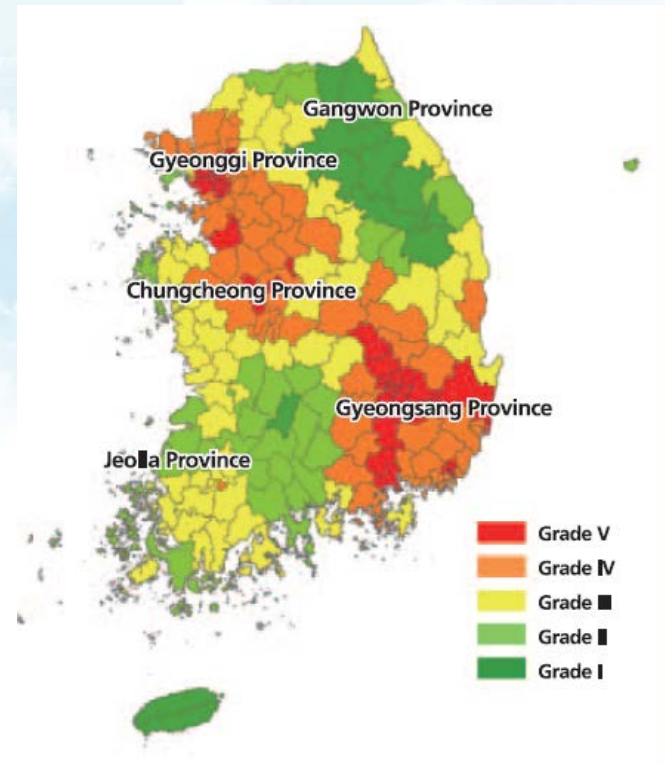 Gangwon Province
Gyeonggi Province
Chungcheong Province
Gyeongsang Province
Province
Grade V
Grade IV
Grade
Grade
Grade I